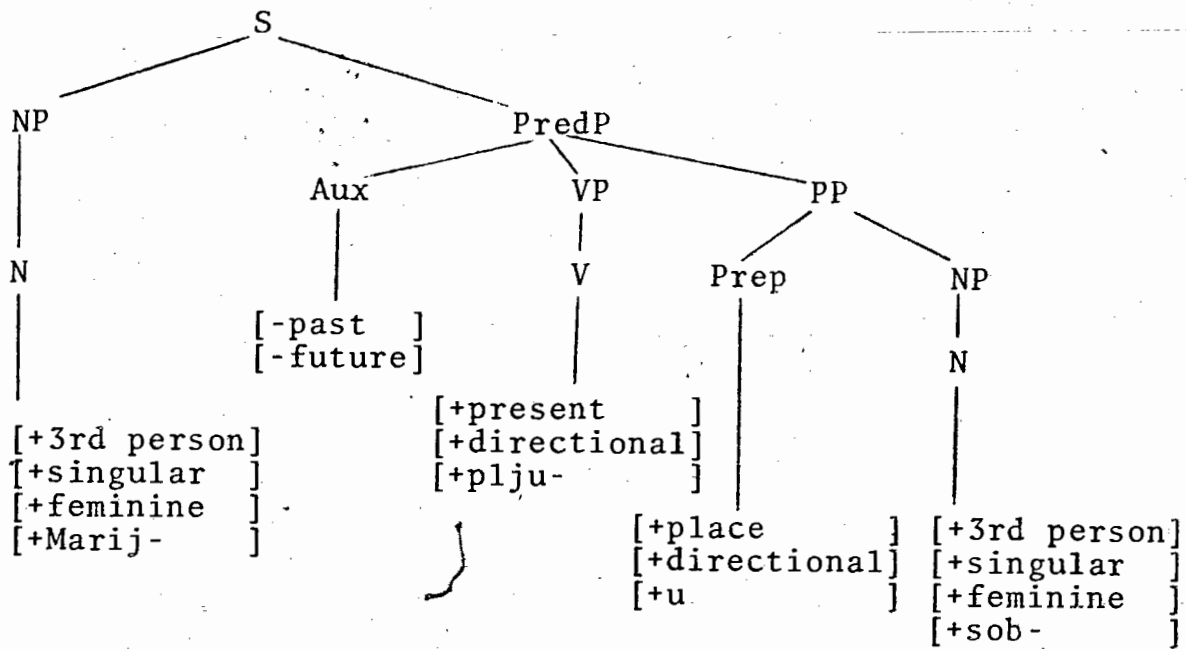 S
NP PredP
Aux VP PP
N V Prep NP
[-past ]
[-future]
N
[+present ]
[+directional]
[+plju- ]
[+3rd person]
[+singular ]
[+feminine ]
[+Marij- ]
[+place ]
[+directional]
[+u ]
[+3rd person]
[+singular ]
[+feminine ]
[+sob- ]